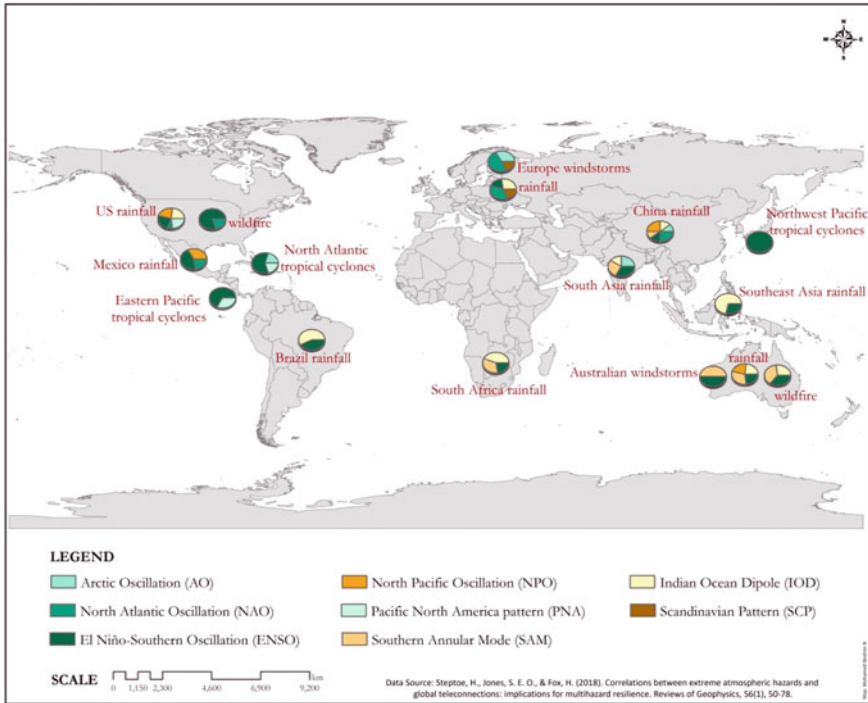 N
W E
S
Europe windstorms
rainfall
US rainfall
wildfire
China rainfall
Northwest Pacific
tropical cyclones
Mexico rainfall
North Atlantic
tropical cyclones
South Asia rainfall
Eastern Pacific
tropical cyclones
Southeast Asia rainfall
Brazil rainfall
South Africa rainfall
Australian windstorms
rainfall
wildfire
LEGEND
Arctic Oscillation (AO)
North Pacific Oscillation (NPO)
Indian Ocean Dipole (IOD)
North Atlantic Oscillation (NAO)
Pacific North America pattern (PNA)
Scandinavian Pattern (SCP)
El Niño-Southern Oscillation (ENSO)
Southern Annular Mode (SAM)
SCALE
km
0 1,150 2,300 4,600 6,900 9,200
Data Source: Steptoe, H., Jones, S. E. O., & Fox, H. (2018). Correlations between extreme atmospheric hazards and
global teleconnections: implications for multihazard resilience. Reviews of Geophysics, 56(1), 50-78.